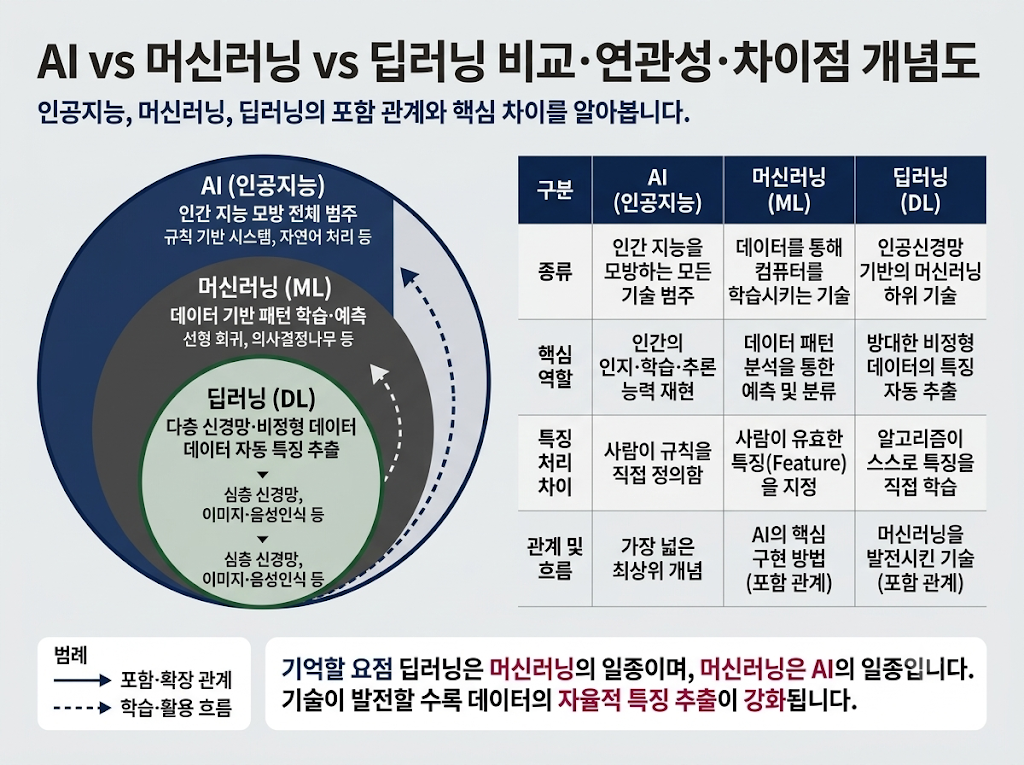 AI vs 머신러닝 vs 딥러닝 비교·연관성·차이점 개념도
인공지능, 머신러닝, 딥러닝의 포함 관계와 핵심 차이를 알아봅니다.
AI (인공지능)
인간 지능 모방 전체 범주
규칙 기반 시스템, 자연어 처리 등
머신러닝 (ML)
데이터 기반 패턴 학습·예측
선형 회귀, 의사결정나무 등
딥러닝 (DL)
다층 신경망·비정형 데이터
데이터 자동 특징 추출
심층 신경망,
이미지·음성인식 등
심층 신경망,
이미지·음성인식 등
구분
AI
(인공지능)
머신러닝
(ML)
딥러닝
(DL)
종류
인간 지능을
모방하는 모든
기술 범주
데이터를 통해
컴퓨터를
학습시키는 기술
인공신경망
기반의 머신러닝
하위 기술
핵심
역할
인간의
인지·학습·추론
능력 재현
데이터 패턴
분석을 통한
예측 및 분류
방대한 비정형
데이터의 특징
자동 추출
특징
처리
차이
사람이 규칙을
직접 정의함
사람이 유효한
특징(Feature)
을 지정
알고리즘이
스스로 특징을
직접 학습
관계 및
흐름
가장 넓은
최상위 개념
AI의 핵심
구현 방법
(포함 관계)
머신러닝을
발전시킨 기술
(포함 관계)
범례
포함·확장 관계
학습·활용 흐름
기억할 요점 딥러닝은 머신러닝의 일종이며, 머신러닝은 AI의 일종입니다.
기술이 발전할 수록 데이터의 자율적 특징 추출이 강화됩니다.